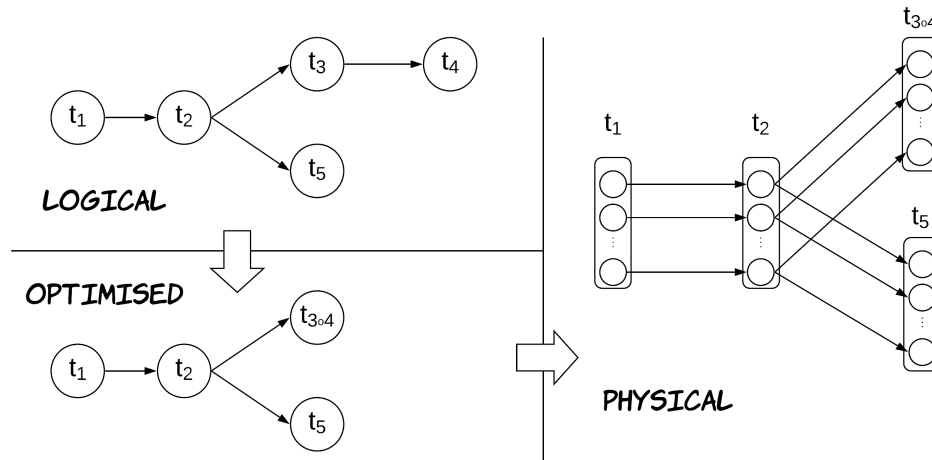 t1
t2
t3
t4
t5
LOGICAL
OPTIMISED
t1
t2
t3∘4
t5
t1
t2
t3∘4
t5
PHYSICAL